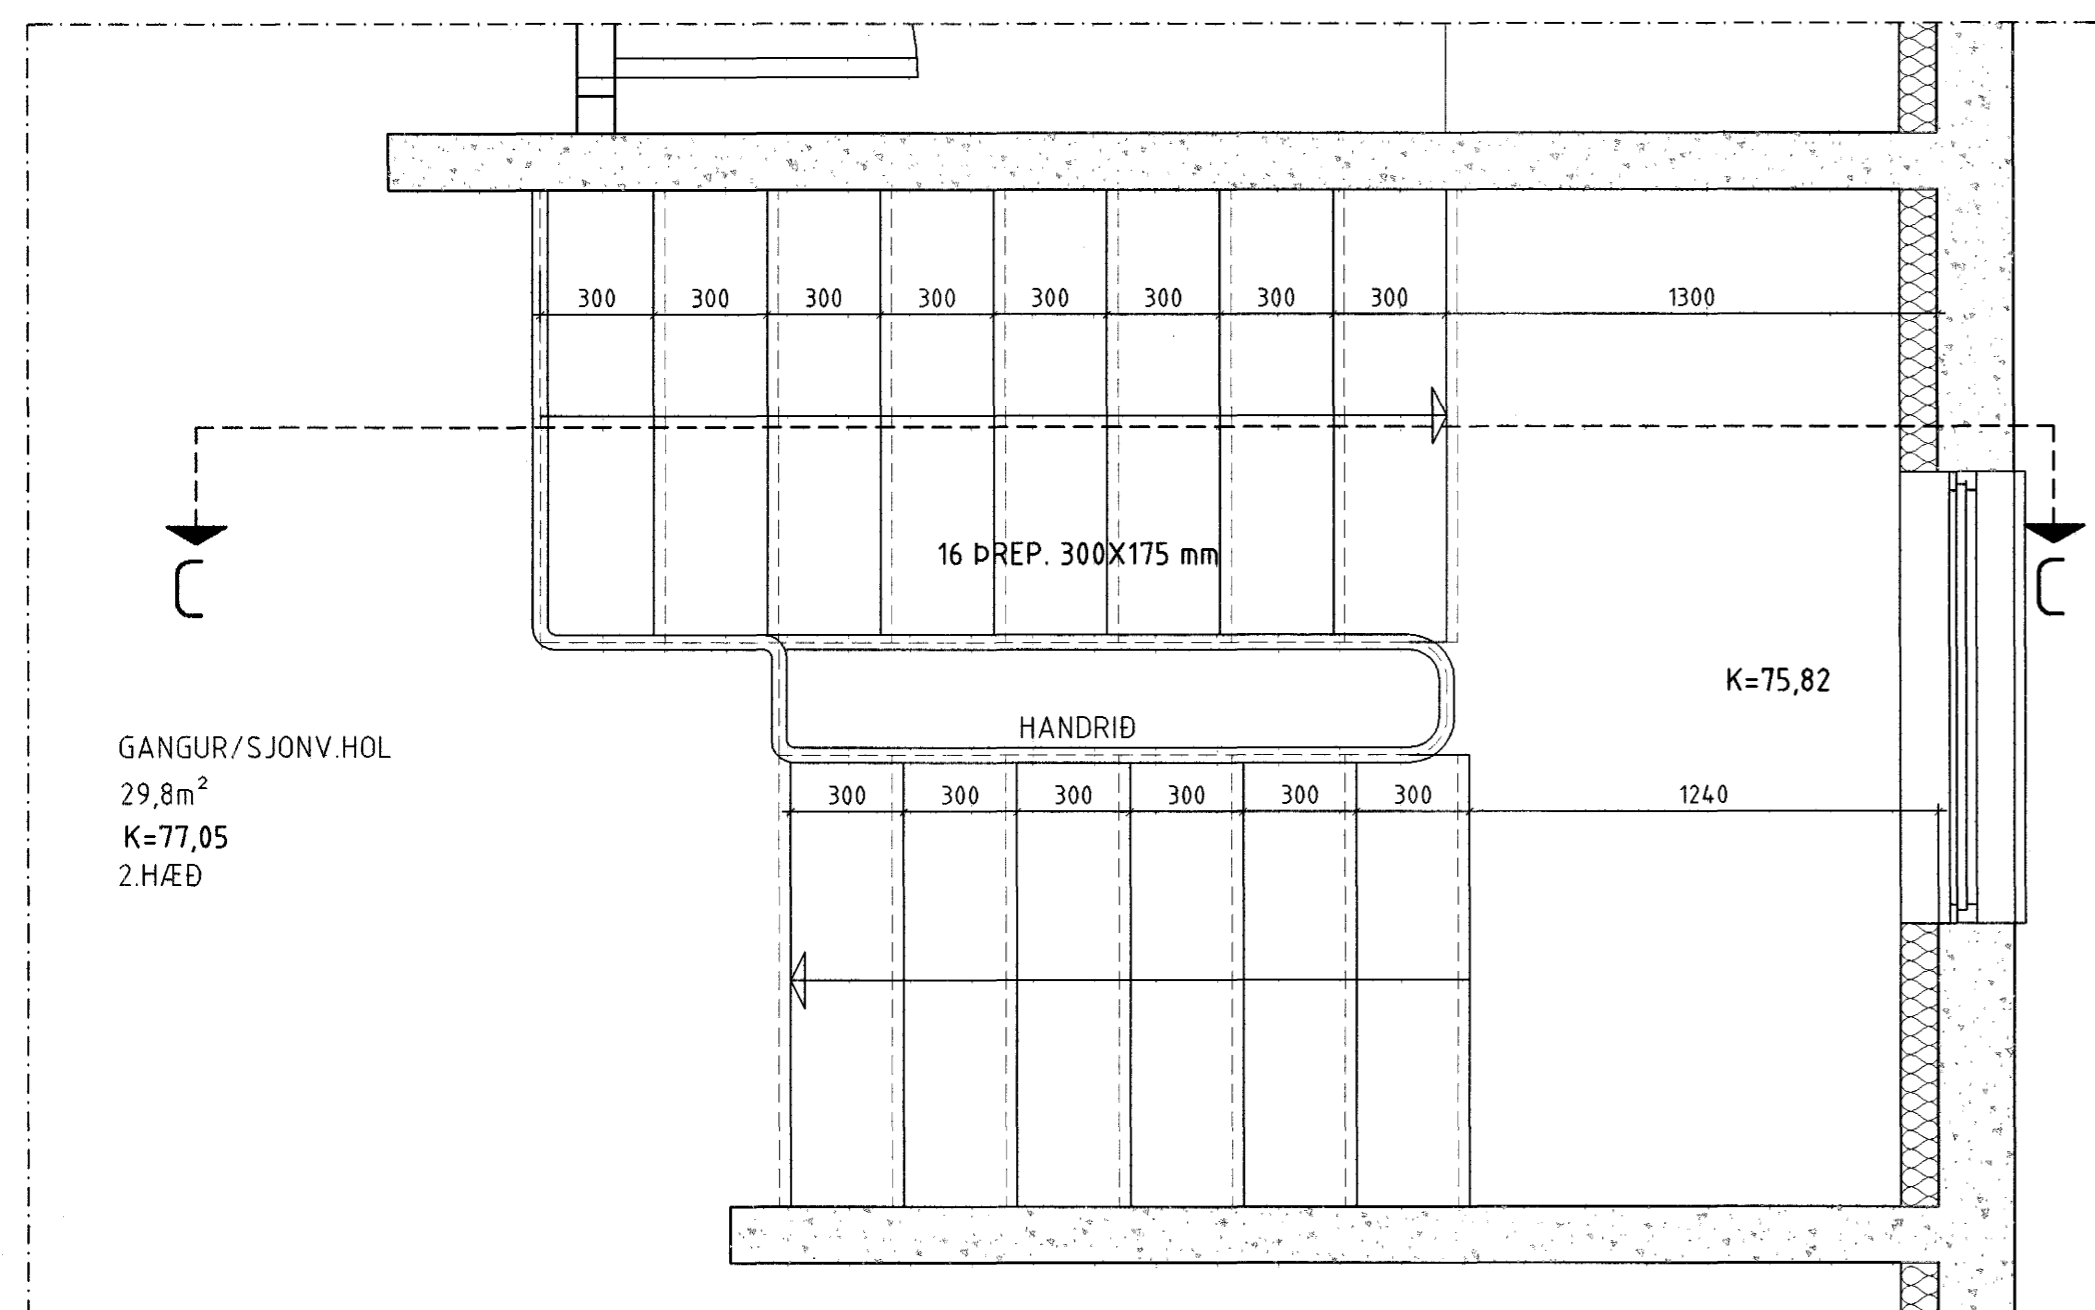 300 300 300 300 300 300 300 300 1300
16 ÞREP. 300X175 mm
C C
K=75,82
HANDRIÐ
GANGUR/SJONV.HOL
29,8m²
K=77,05
2.HÆÐ
300 300 300 300 300 300 1240